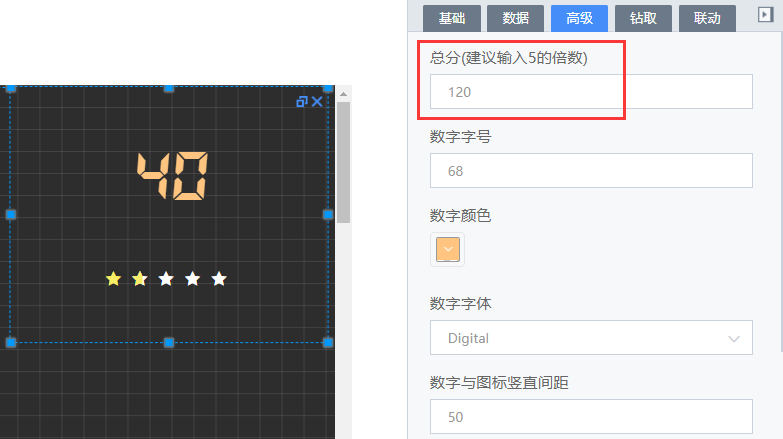 40
基础 数据 高级 钻取 联动
总分(建议输入5的倍数)
120
数字字号
68
数字颜色
数字字体
Digital
数字与图标竖直间距
50